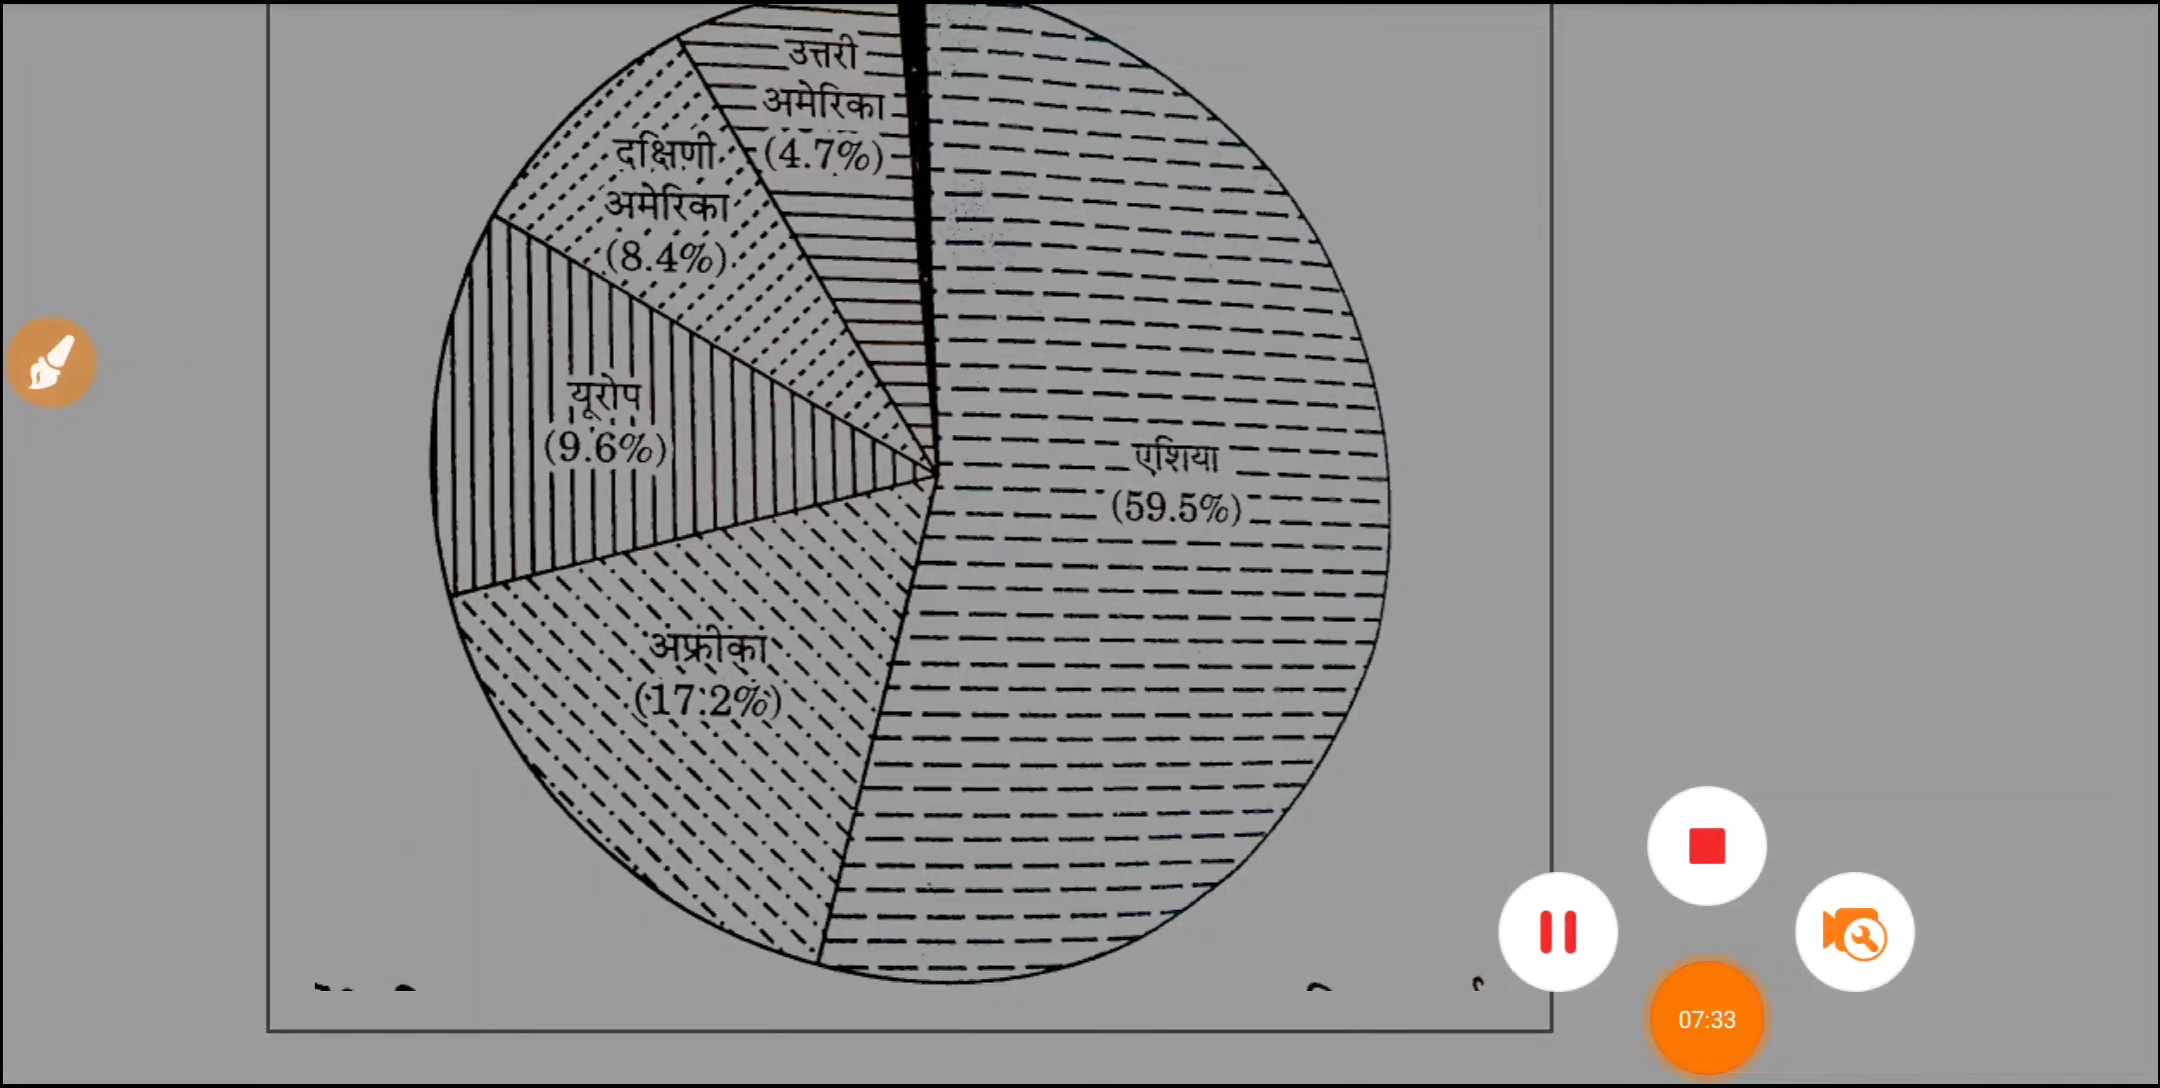 उत्तरी
अमेरिका
(4.7%)
दक्षिणी
अमेरिका
(8.4%)
यूरोप
(9.6%)
एशिया
(59.5%)
अफ्रीका
(17.2%)
07:33